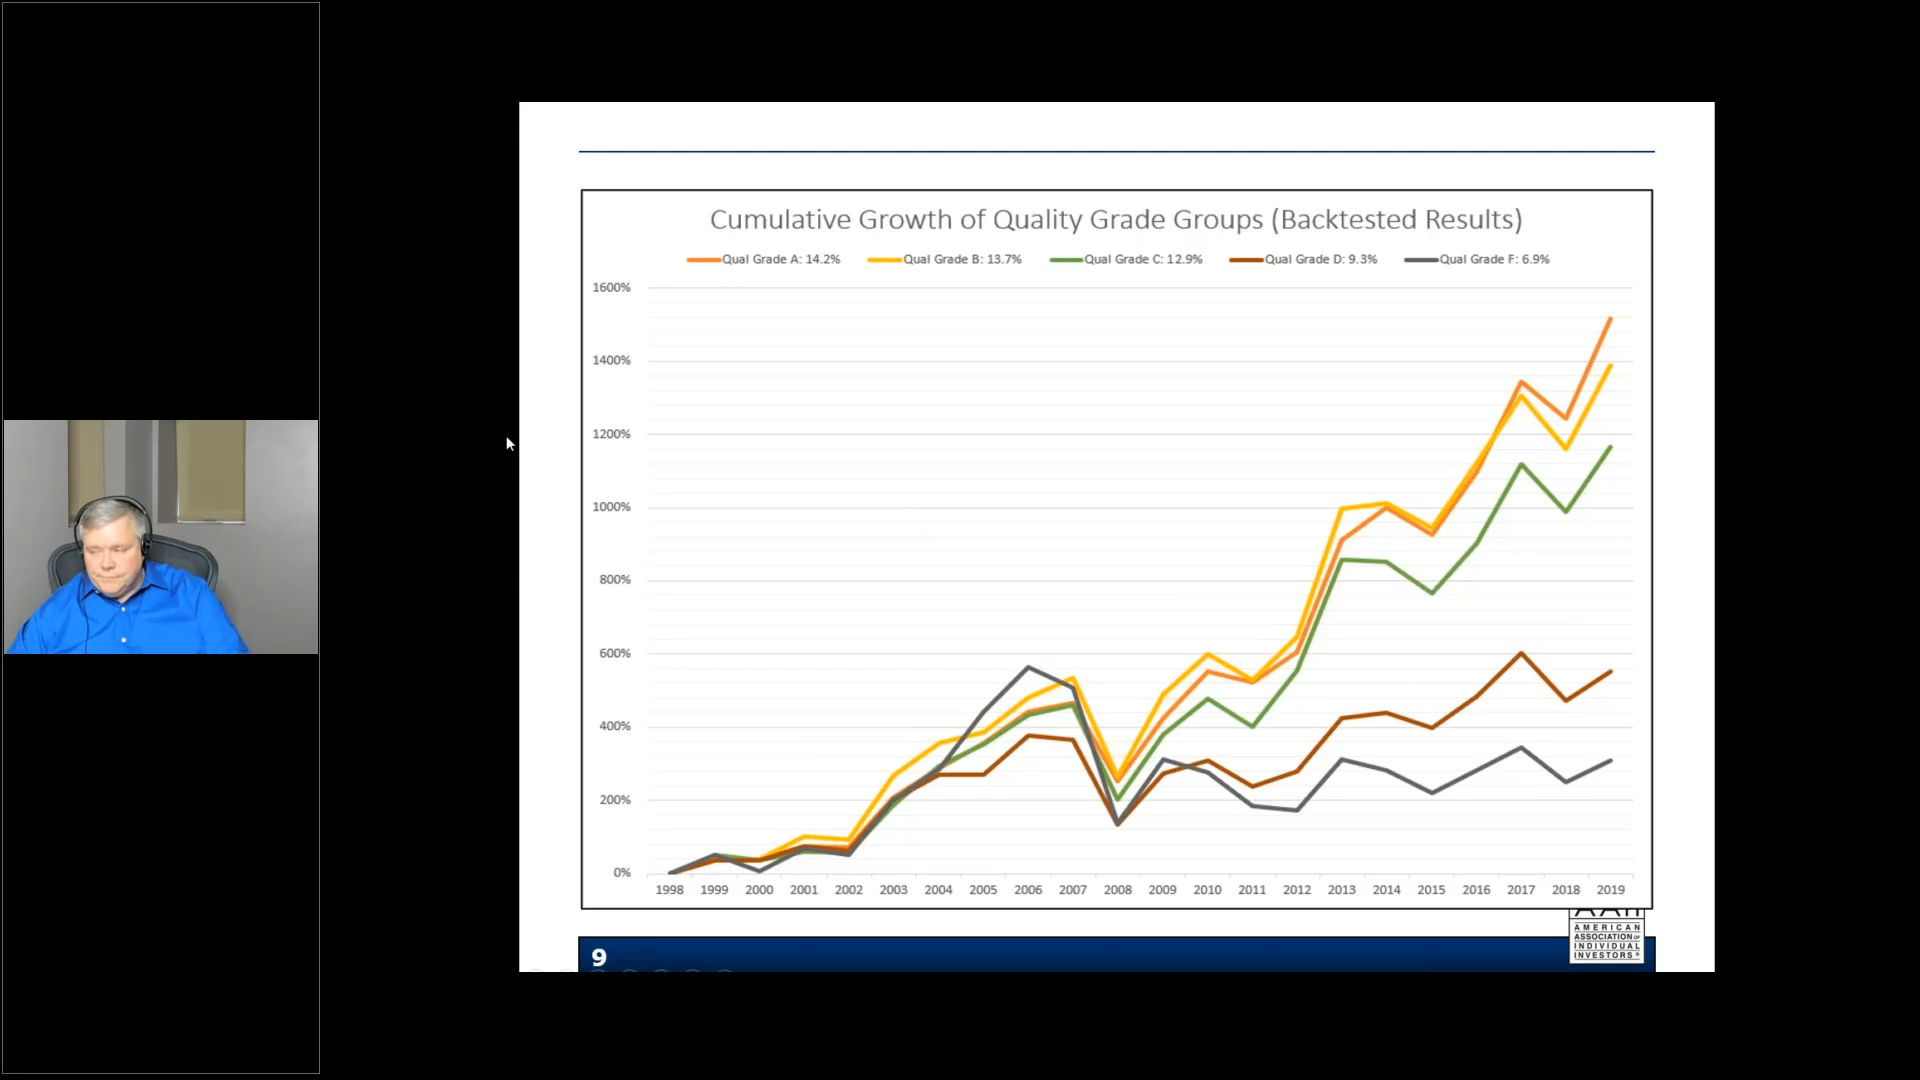 Cumulative Growth of Quality Grade Groups (Backtested Results)
Qual Grade A: 14.2% Qual Grade B: 13.7% Qual Grade C: 12.9% Qual Grade D: 9.3% Qual Grade F: 6.9%
1600%
1400%
1200%
1000%
800%
600%
400%
200%
0%
1998 1999 2000 2001 2002 2003 2004 2005 2006 2007 2008 2009 2010 2011 2012 2013 2014 2015 2016 2017 2018 2019
AAII
AMERICAN
ASSOCIATION OF
INDIVIDUAL
INVESTORS®
9